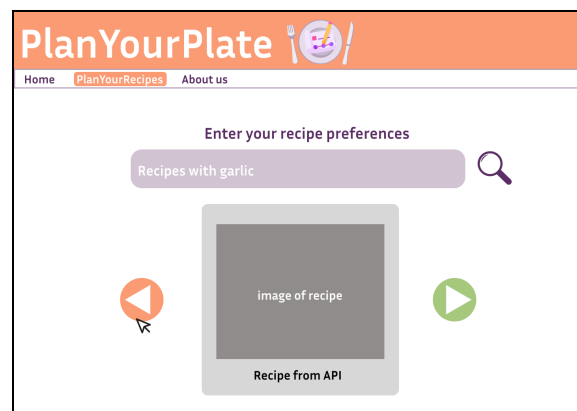 PlanYourPlate
Home PlanYourRecipes About us
Enter your recipe preferences
Recipes with garlic
image of recipe
Recipe from API